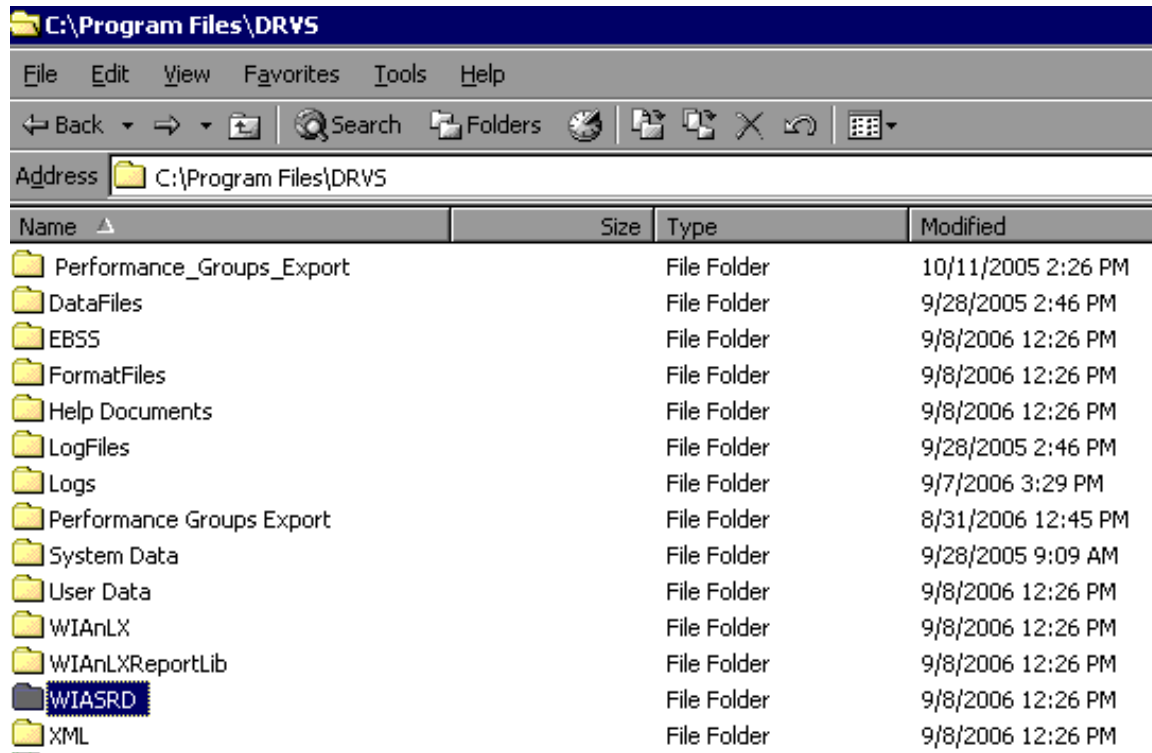 C:\Program Files\DRVS
File Edit View Favorites Tools Help
Back Search Folders
Address C:\Program Files\DRVS
Name Size Type Modified
Performance_Groups_Export File Folder 10/11/2005 2:26 PM
DataFiles File Folder 9/28/2005 2:46 PM
EBSS File Folder 9/8/2006 12:26 PM
FormatFiles File Folder 9/8/2006 12:26 PM
Help Documents File Folder 9/8/2006 12:26 PM
LogFiles File Folder 9/28/2005 2:46 PM
Logs File Folder 9/7/2006 3:29 PM
Performance Groups Export File Folder 8/31/2006 12:45 PM
System Data File Folder 9/28/2005 9:09 AM
User Data File Folder 9/8/2006 12:26 PM
WIAnLX File Folder 9/8/2006 12:26 PM
WIAnLXReportLib File Folder 9/8/2006 12:26 PM
WIASRD File Folder 9/8/2006 12:26 PM
XML File Folder 9/8/2006 12:26 PM